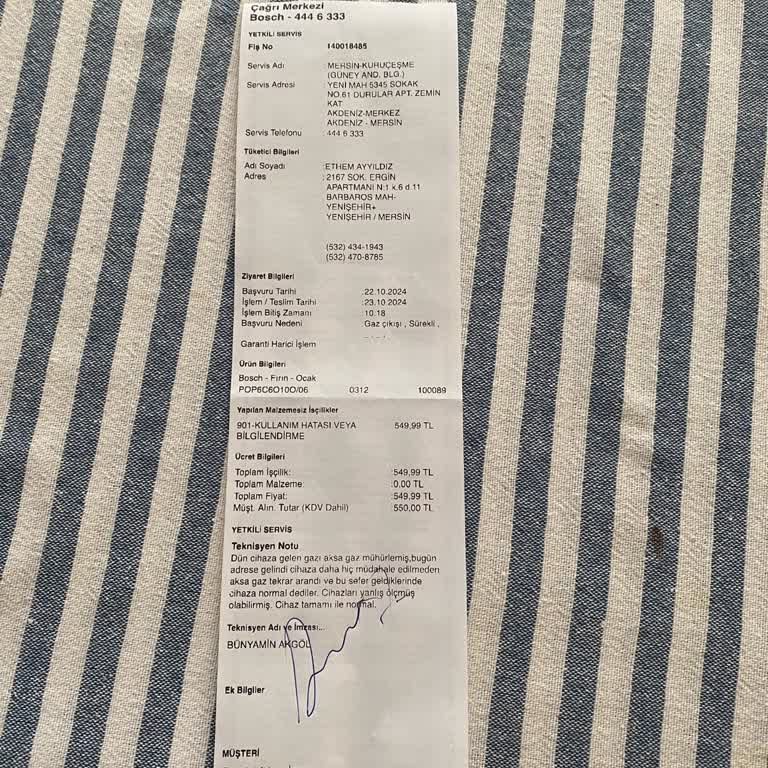 Çağrı Merkezi
Bosch - 444 6 333
YETKİLİ SERVİS
Fiş No 140018485
Servis Adı : MERSİN-KURUÇEŞME
(GÜNEY AND. BLG.)
Servis Adresi : YENİ MAH 5345 SOKAK
NO.61 DURULAR APT. ZEMİN
KAT
AKDENİZ-MERKEZ
AKDENİZ - MERSİN
Servis Telefonu : 444 6 333
Tüketici Bilgileri
Adı Soyadı : ETHEM AYYILDIZ
Adres : 2167 SOK. ERGİN
APARTMANI N:1 k.6 d.11
BARBAROS MAH-
YENİŞEHİR+
YENİŞEHİR / MERSİN
(532) 434-1943
(532) 470-8785
Ziyaret Bilgileri
Başvuru Tarihi : 22.10.2024
İşlem / Teslim Tarihi : 23.10.2024
İşlem Bitiş Zamanı : 10.18
Başvuru Nedeni : Gaz çıkışı , Sürekli ,
Garanti Harici İşlem
Ürün Bilgileri
Bosch - Fırın - Ocak
POP6C6O10O/06 0312 100089
Yapılan Malzemesiz İşçilikler
901-KULLANIM HATASI VEYA 549,99 TL
BİLGİLENDİRME
Ücret Bilgileri
Toplam İşçilik: :549,99 TL
Toplam Malzeme: :0,00 TL
Toplam Fiyat: :549,99 TL
Müşt. Alın. Tutar (KDV Dahil) :550,00 TL
YETKİLİ SERVİS
Teknisyen Notu
Dün cihaza gelen gazı aksa gaz mühürlemiş,bugün
adrese gelindi cihaza daha hiç müdahale edilmeden
aksa gaz tekrar arandı ve bu sefer geldiklerinde
cihaza normal dediler. Cihazları yanlış ölçmüş
olabilirmiş. Cihaz tamamı ile normal.
Teknisyen Adı ve İmzası...
BÜNYAMİN AKGÖL
Ek Bilgiler
MÜŞTERİ